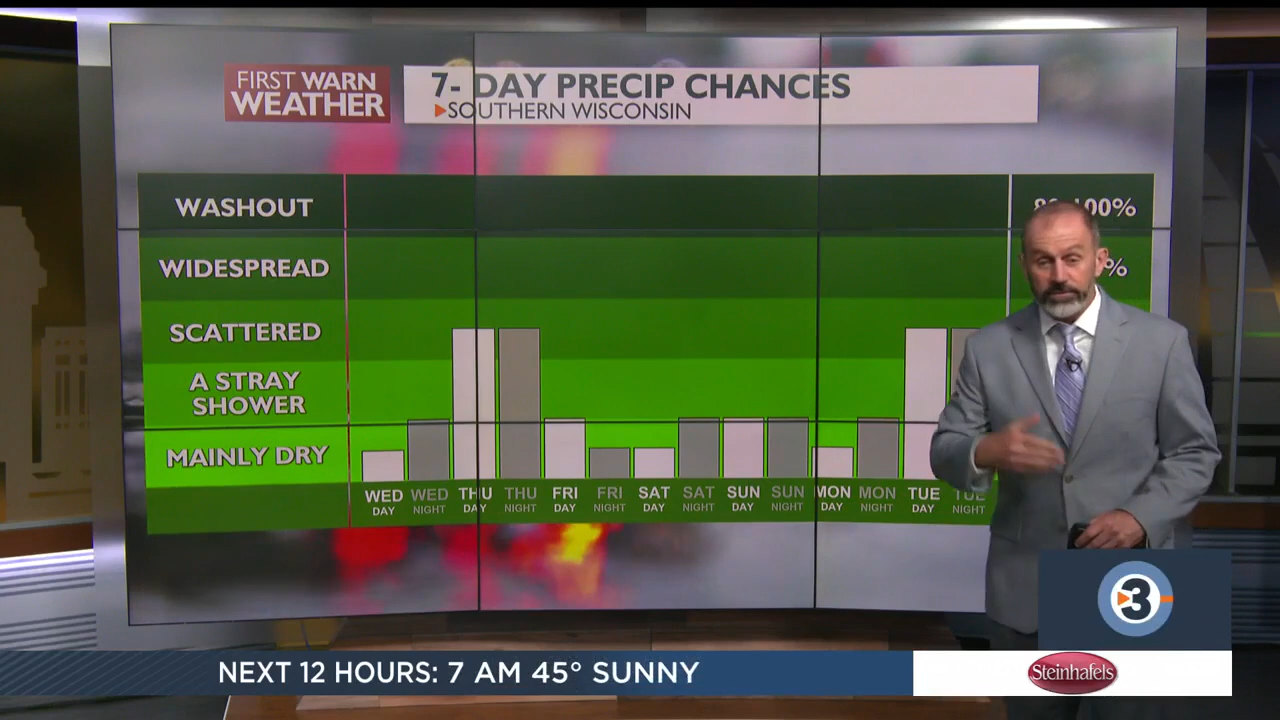 FIRST WARN
WEATHER
7- DAY PRECIP CHANCES
SOUTHERN WISCONSIN
WASHOUT
WIDESPREAD
%
SCATTERED
A STRAY
SHOWER
MAINLY DRY
WED WED THU THU FRI FRI SAT SAT SUN SUN MON MON TUE TUE
DAY NIGHT DAY NIGHT DAY NIGHT DAY NIGHT DAY NIGHT DAY NIGHT DAY NIGHT
3
NEXT 12 HOURS: 7 AM 45° SUNNY
Steinhafels